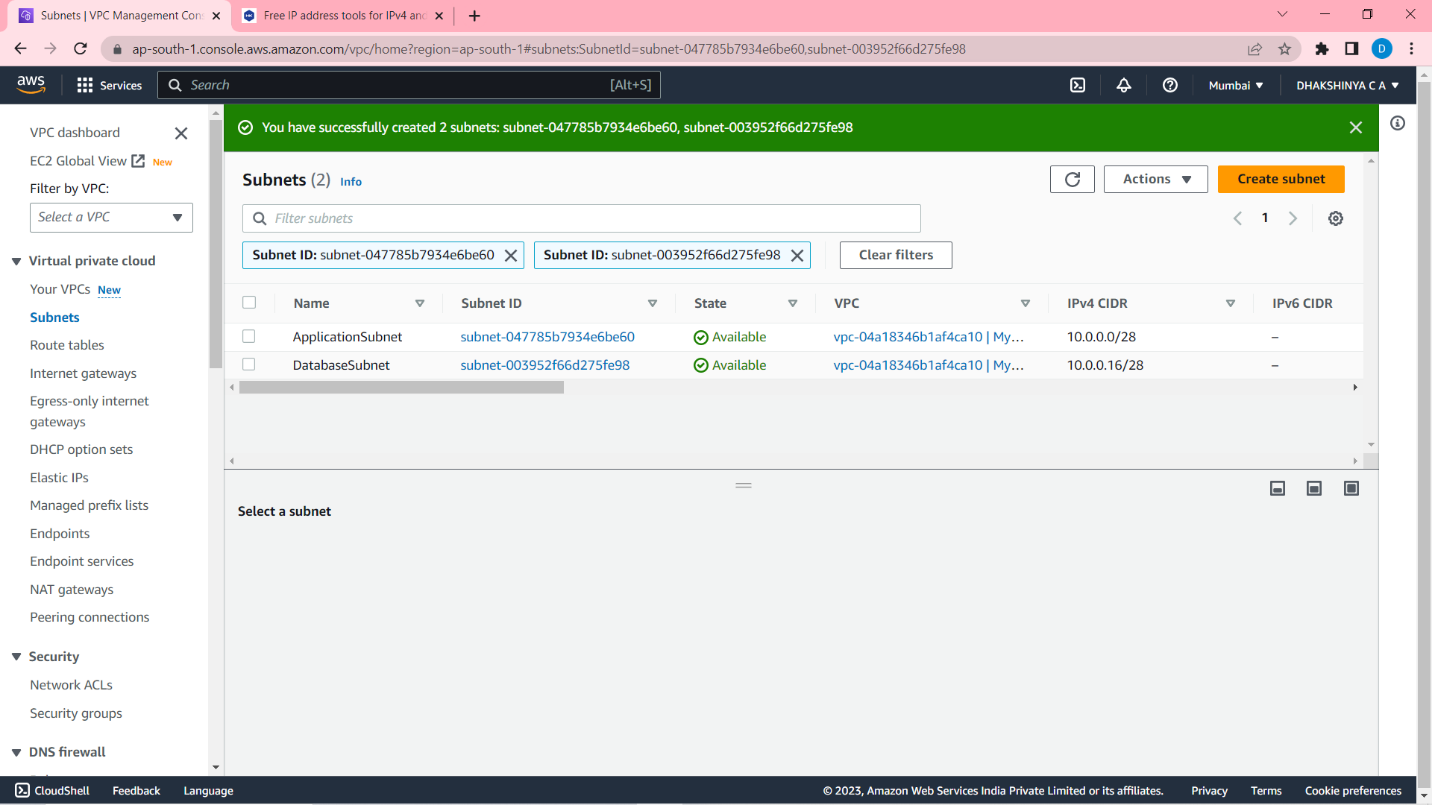 Subnets | VPC Management Con
Free IP address tools for IPv4 and
ap-south-1.console.aws.amazon.com/vpc/home?region=ap-south-1#subnets:SubnetId=subnet-047785b7934e6be60,subnet-003952f66d275fe98
D
aws
Services
Search
[Alt+S]
Mumbai
DHAKSHINYA C A
VPC dashboard
EC2 Global View
New
Filter by VPC:
Select a VPC
Virtual private cloud
Your VPCs New
Subnets
Route tables
Internet gateways
Egress-only internet
gateways
DHCP option sets
Elastic IPs
Managed prefix lists
Endpoints
Endpoint services
NAT gateways
Peering connections
Security
Network ACLs
Security groups
DNS firewall
You have successfully created 2 subnets: subnet-047785b7934e6be60, subnet-003952f66d275fe98
Subnets (2) Info
Actions
Create subnet
Filter subnets
1
Subnet ID: subnet-047785b7934e6be60
Subnet ID: subnet-003952f66d275fe98
Clear filters
Name Subnet ID State VPC IPv4 CIDR IPv6 CIDR
ApplicationSubnet subnet-047785b7934e6be60 Available vpc-04a18346b1af4ca10 | My... 10.0.0.0/28 –
DatabaseSubnet subnet-003952f66d275fe98 Available vpc-04a18346b1af4ca10 | My... 10.0.0.16/28 –
Select a subnet
CloudShell
Feedback
Language
© 2023, Amazon Web Services India Private Limited or its affiliates.
Privacy
Terms
Cookie preferences